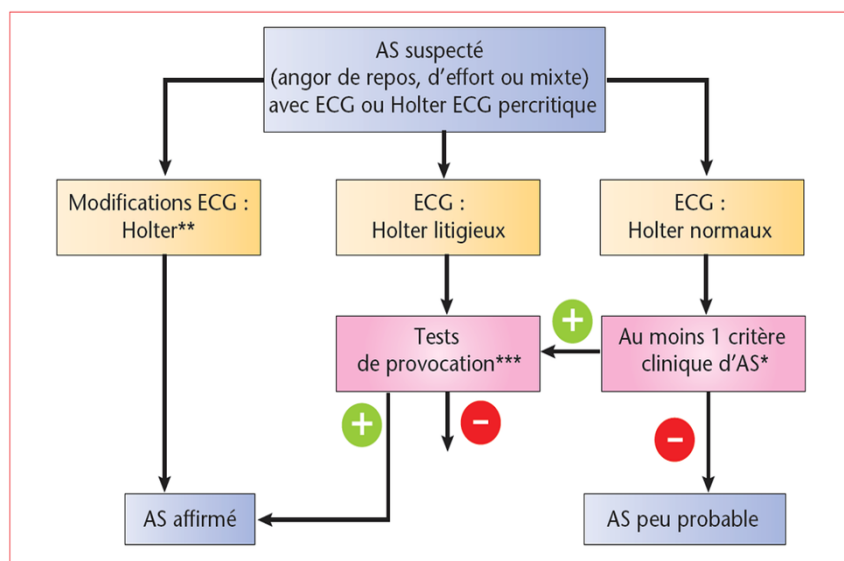 AS suspecté
(angor de repos, d'effort ou mixte)
avec ECG ou Holter ECG percritique
Modifications ECG :
Holter**
ECG :
Holter litigieux
ECG :
Holter normaux
+
Tests
de provocation***
Au moins 1 critère
clinique d'AS*
+
-
-
AS affirmé
AS peu probable